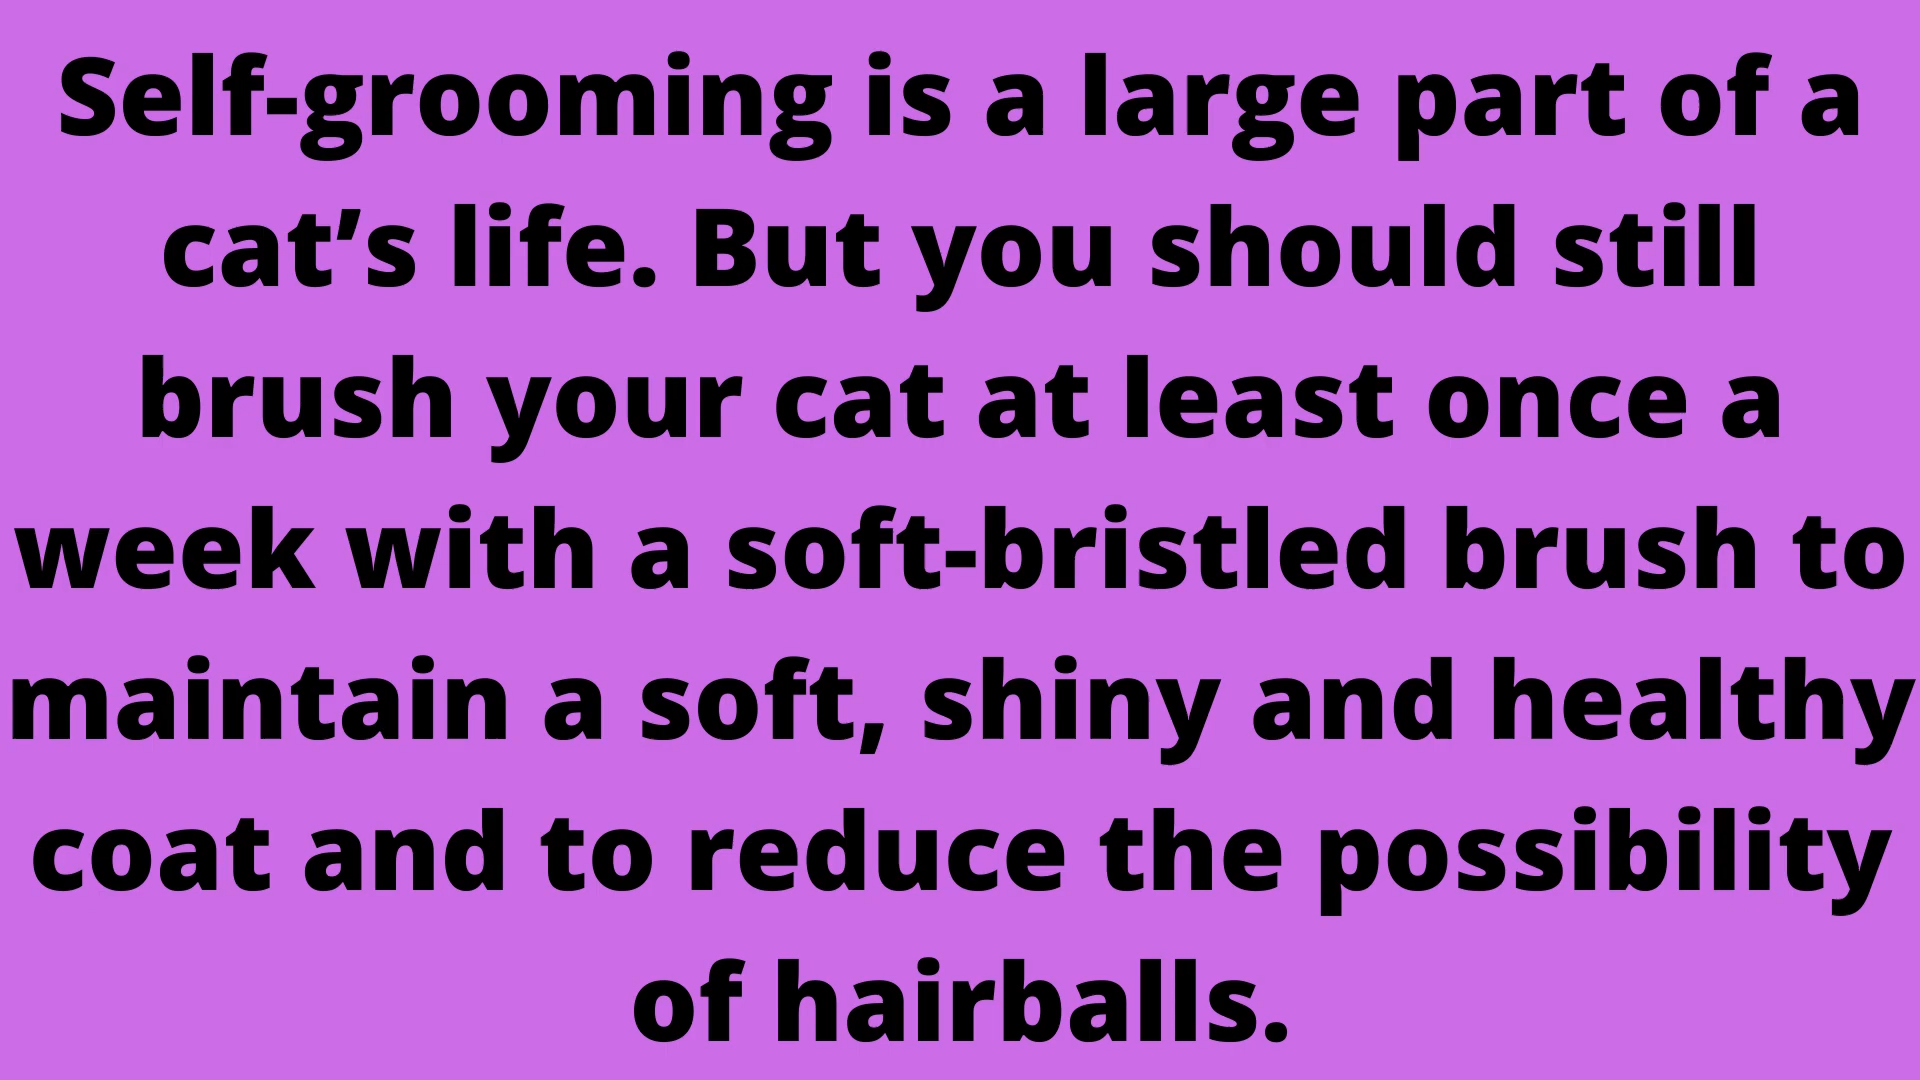 Self-grooming is a large part of a
cat’s life. But you should still
brush your cat at least once a
week with a soft-bristled brush to
maintain a soft, shiny and healthy
coat and to reduce the possibility
of hairballs.